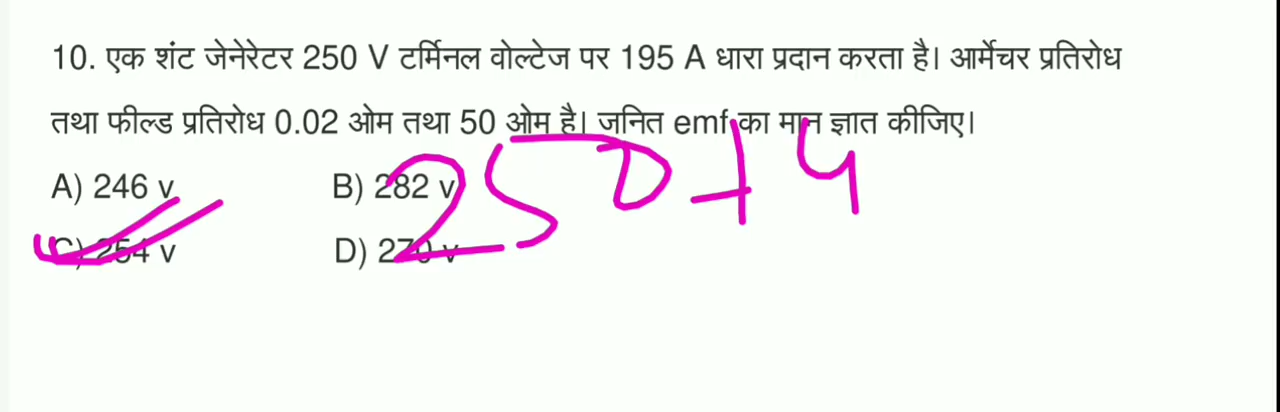 10. एक शंट जेनेरेटर 250 V टर्मिनल वोल्टेज पर 195 A धारा प्रदान करता है। आर्मेचर प्रतिरोध
तथा फील्ड प्रतिरोध 0.02 ओम तथा 50 ओम है। जनित emf का मान ज्ञात कीजिए।
250+4
A) 246 v B) 282 v
C) 254 v D) 270 v